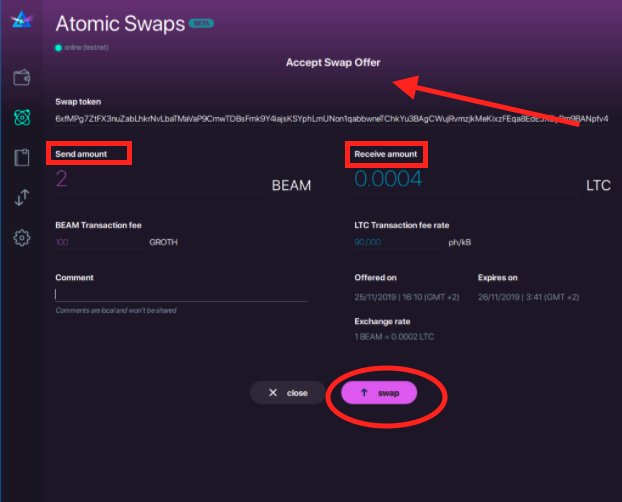 Atomic Swaps BETA
online (testnet)
Accept Swap Offer
Swap token
Send amount
2 BEAM
Receive amount
0.0004 LTC
BEAM Transaction fee
100 GROTH
LTC Transaction fee rate
90,000 ph/kB
Comment
Comments are local and won't be shared
Offered on
25/11/2019 | 16:10 (GMT +2)
Expires on
26/11/2019 | 3:41 (GMT +2)
Exchange rate
1 BEAM = 0.0002 LTC
close
swap